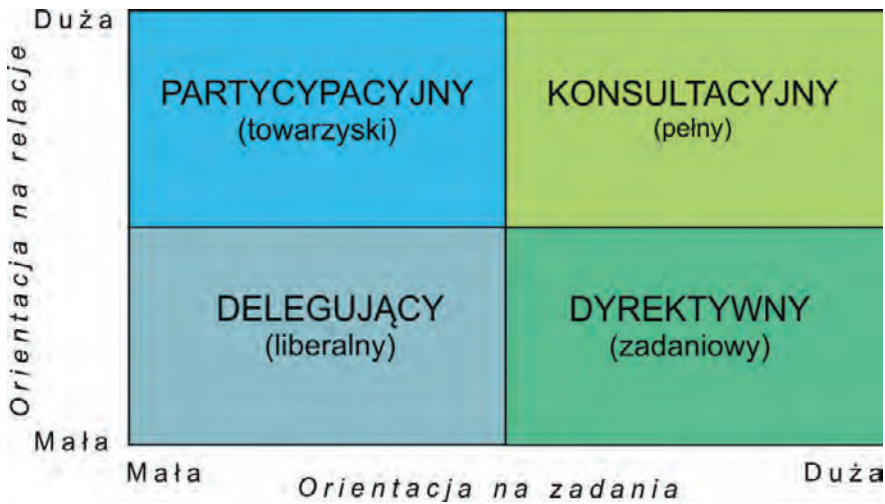 Duża
Orientacja na relacje
PARTYCYPACYJNY
(towarzyski)
KONSULTACYJNY
(pełny)
DELEGUJĄCY
(liberalny)
DYREKTYWNY
(zadaniowy)
Mała
Mała
Orientacja na zadania
Duża